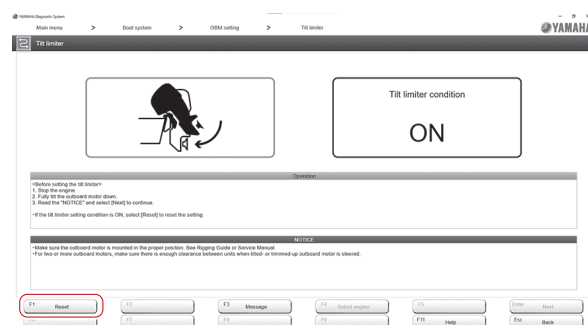 YAMAHA Diagnostic System
Main menu > Boat system > OBM setting > Tilt limiter
YAMAHA
Tilt limiter
Tilt limiter condition
ON
Operation
<Before setting the tilt limiter>
1. Stop the engine.
2. Fully tilt the outboard motor down.
3. Read the "NOTICE" and select [Next] to continue.
・If the tilt limiter setting condition is ON, select [Reset] to reset the setting.
NOTICE
・Make sure the outboard motor is mounted in the proper position. See Rigging Guide or Service Manual.
・For two or more outboard motors, make sure there is enough clearance between units when tilted- or trimmed-up outboard motor is steered.
F1 Reset F2 F3 Message F4 Select engine F5 Enter Next
F7 F8 F9 F11 Help Esc Back